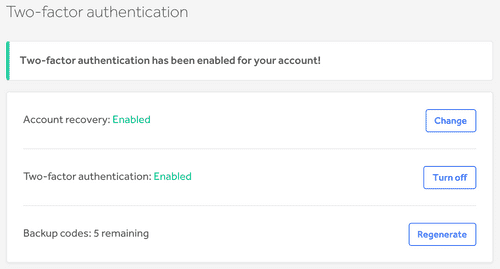 Two-factor authentication
Two-factor authentication has been enabled for your account!
Account recovery: Enabled
Change
Two-factor authentication: Enabled
Turn off
Backup codes: 5 remaining
Regenerate